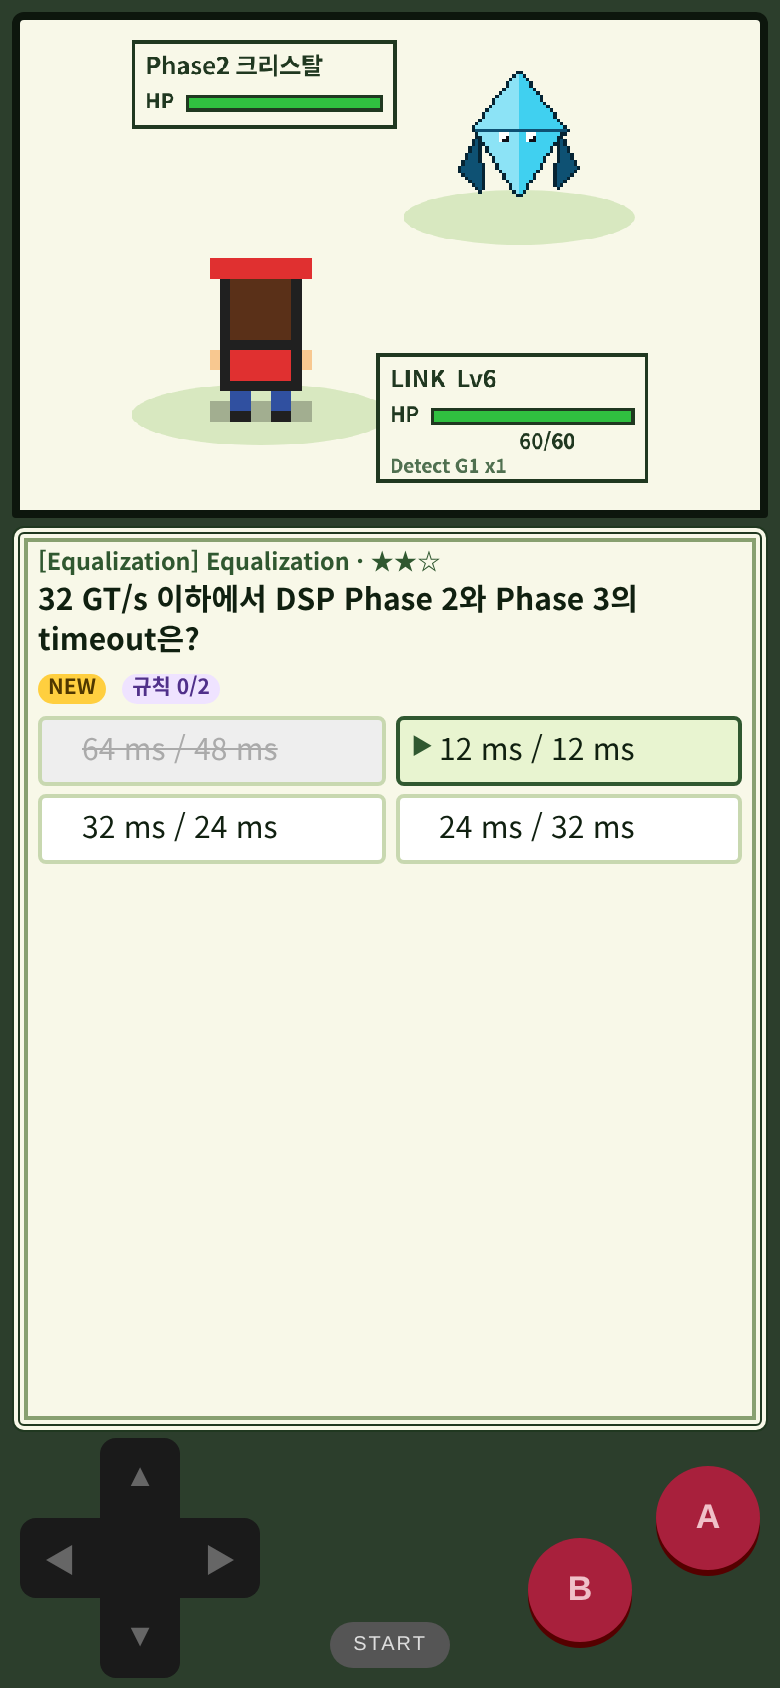 Phase2 크리스탈
HP
LINK Lv6
HP
60/60
Detect G1 x1
[Equalization] Equalization · ★★☆
32 GT/s 이하에서 DSP Phase 2와 Phase 3의
timeout은?
NEW 규칙 0/2
64 ms / 48 ms
▶ 12 ms / 12 ms
32 ms / 24 ms
24 ms / 32 ms
A
B
START